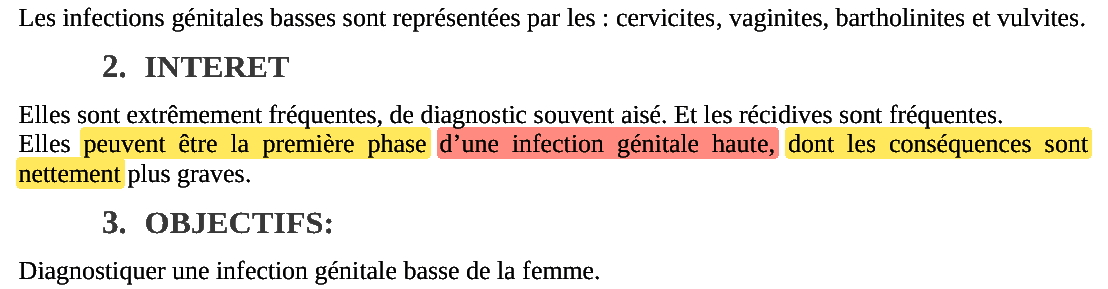 Les infections génitales basses sont représentées par les : cervicites, vaginites, bartholinites et vulvites.
2. INTERET
Elles sont extrêmement fréquentes, de diagnostic souvent aisé. Et les récidives sont fréquentes.
Elles peuvent être la première phase d’une infection génitale haute, dont les conséquences sont
nettement plus graves.
3. OBJECTIFS:
Diagnostiquer une infection génitale basse de la femme.